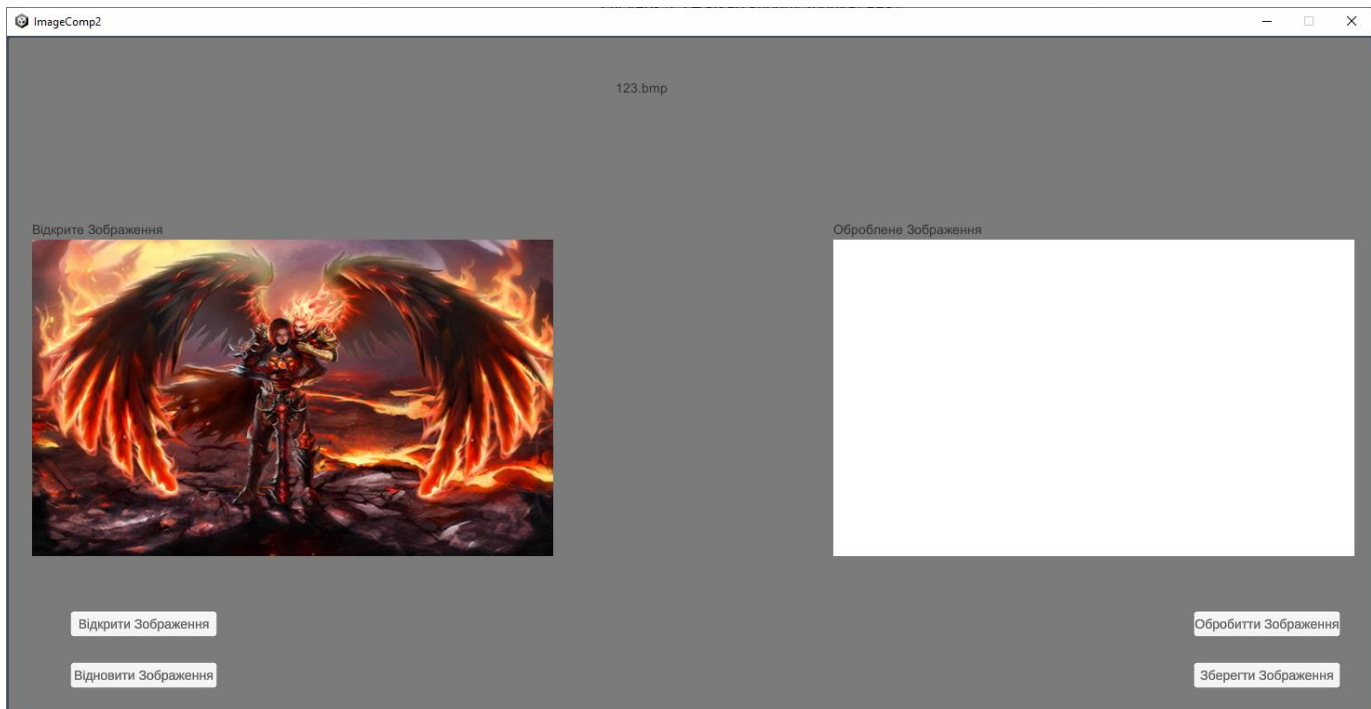 ImageComp2
123.bmp
Відкрите Зображення
Оброблене Зображення
Відкрити Зображення
Обробитти Зображення
Відновити Зображення
Зберегти Зображення